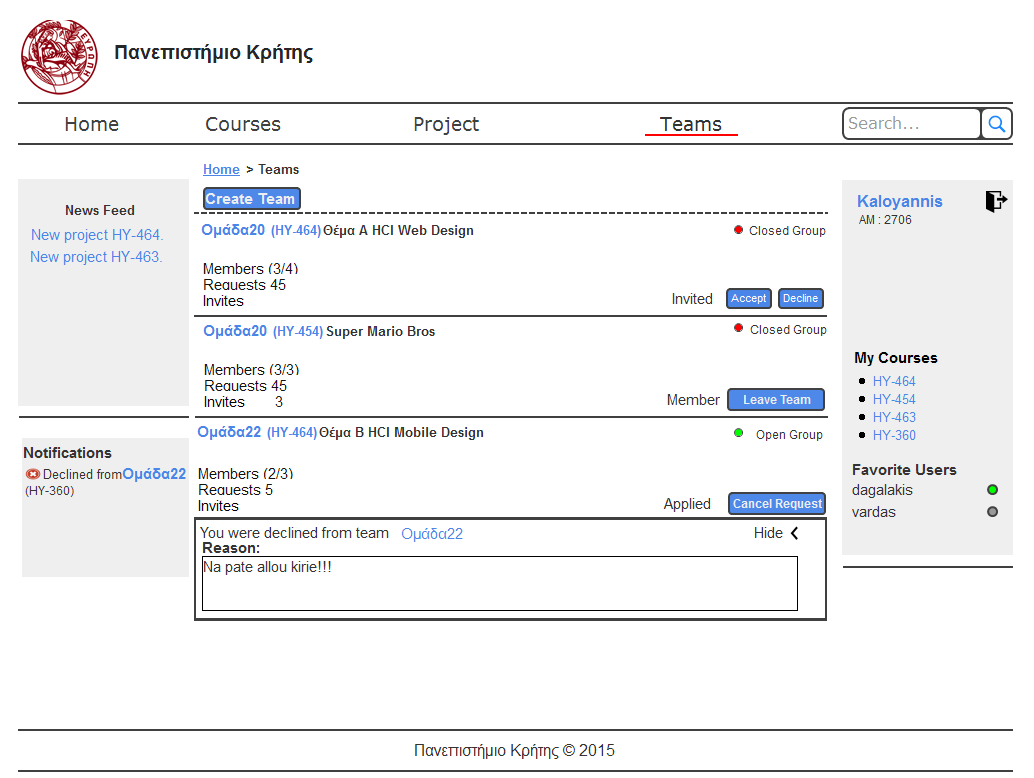 ΕΥΡΩΠΗ
Πανεπιστήμιο Κρήτης
Home Courses Project Teams Search...
Home > Teams
Create Team
News Feed
New project HY-464.
New project HY-463.
Notifications
Declined from Ομάδα22
(HY-360)
Ομάδα20 (HY-464) Θέμα Α HCI Web Design Closed Group
Members (3/4)
Requests 45
Invites
Invited Accept Decline
Ομάδα20 (HY-454) Super Mario Bros Closed Group
Members (3/3)
Requests 45
Invites 3
Member Leave Team
Ομάδα22 (HY-464) Θέμα Β HCI Mobile Design Open Group
Members (2/3)
Requests 5
Invites
Applied Cancel Request
You were declined from team Ομάδα22 Hide
Reason:
Na pate allou kirie!!!
Kaloyannis
AM : 2706
My Courses
HY-464
HY-454
HY-463
HY-360
Favorite Users
dagalakis
vardas
Πανεπιστήμιο Κρήτης © 2015